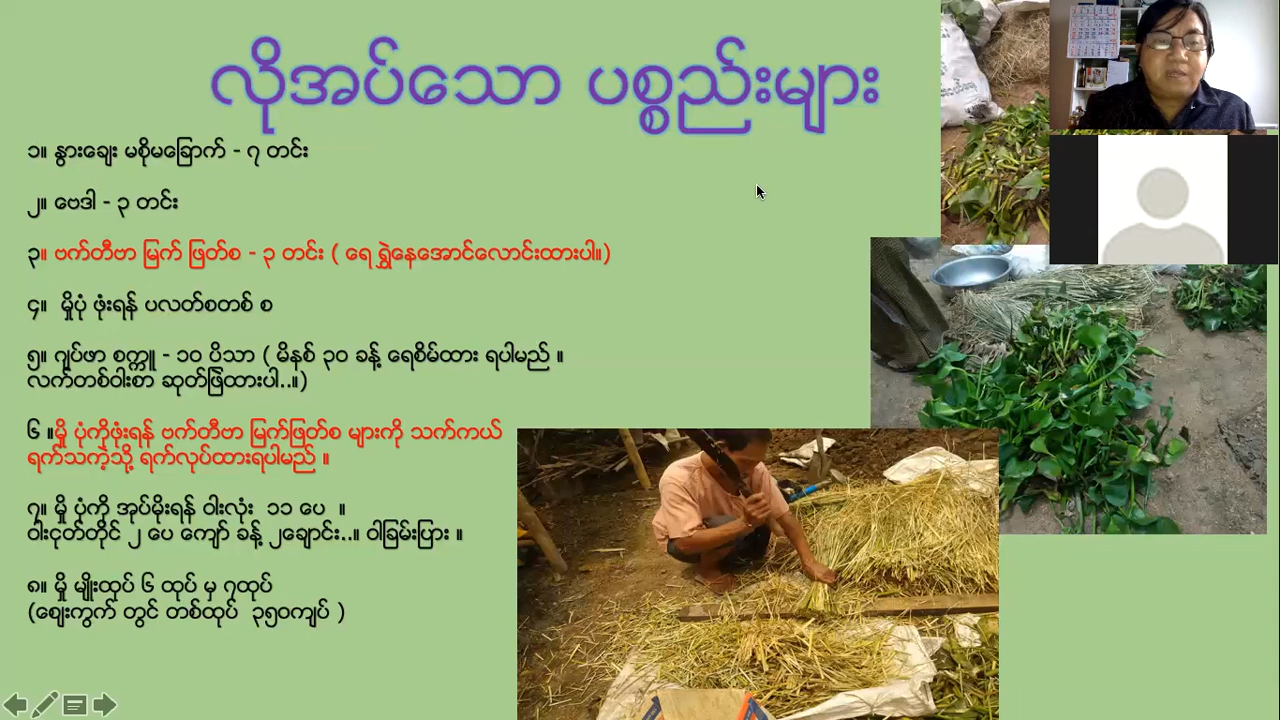 လိုအပ်သော ပစ္စည်းများ
၁။ နွားချေး မစိုမခြောက် - ၇ တင်း
၂။ ဗေဒါ - ၃ တင်း
၃။ ဗက်တီဗာ မြက် ဖြတ်စ - ၃ တင်း ( ရေ ရွှဲနေအောင်လောင်းထားပါ။)
၄။ မှိုပုံ ဖုံးရန် ပလတ်စတစ် စ
၅။ ဂျပ်ဖာ စက္ကူ - ၁၀ ပိသာ ( မိနစ် ၃၀ ခန့် ရေစိမ်ထား ရပါမည် ။
လက်တစ်ဝါးစာ ဆုတ်ဖြဲထားပါ..။)
၆ ။မှို ပုံကိုဖုံးရန် ဗက်တီဗာ မြက်ဖြတ်စ များကို သက်ကယ်
ရက်သကဲ့သို့ ရက်လုပ်ထားရပါမည် ။
၇။ မှို ပုံကို အုပ်မိုးရန် ဝါးလုံး ၁၁ ပေ ။
ဝါးငုတ်တိုင် ၂ ပေ ကျော် ခန့် ၂ချောင်း..။ ဝါခြမ်းပြား ။
၈။ မှို မျိုးထုပ် ၆ ထုပ် မှ ၇ထုပ်
(ဈေးကွက် တွင် တစ်ထုပ် ၃၅၀ကျပ် )